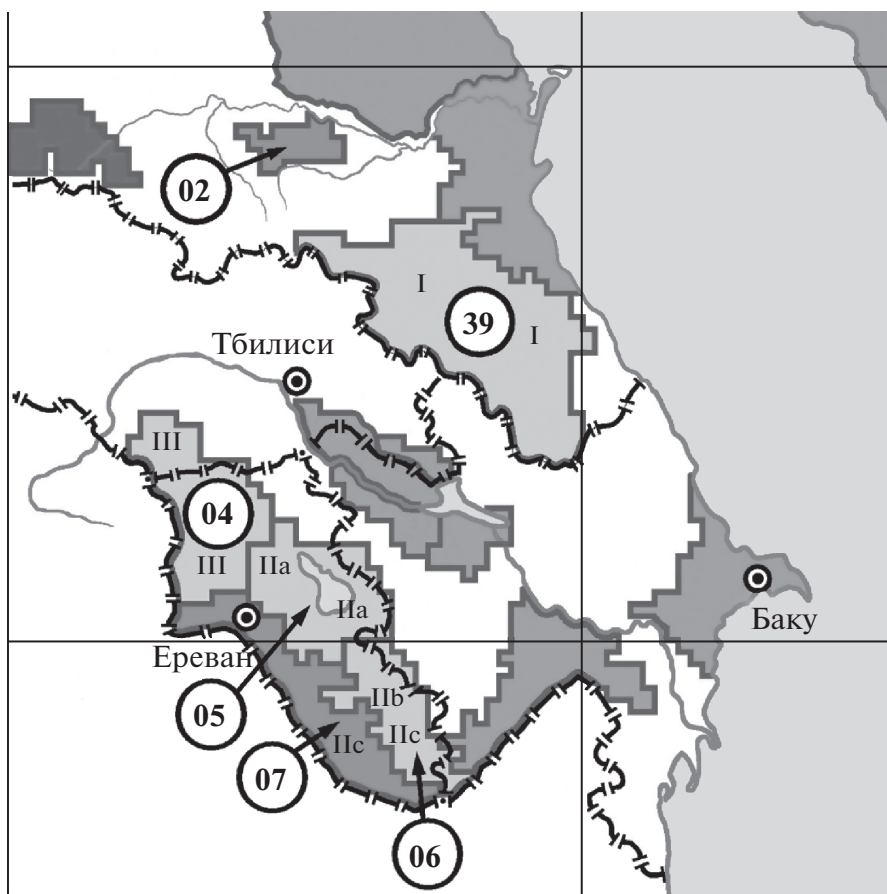 02
I
39
I
Тбилиси
III
04
III
IIa
IIa
Баку
Ереван
05
IIb
IIc
07
IIc
06